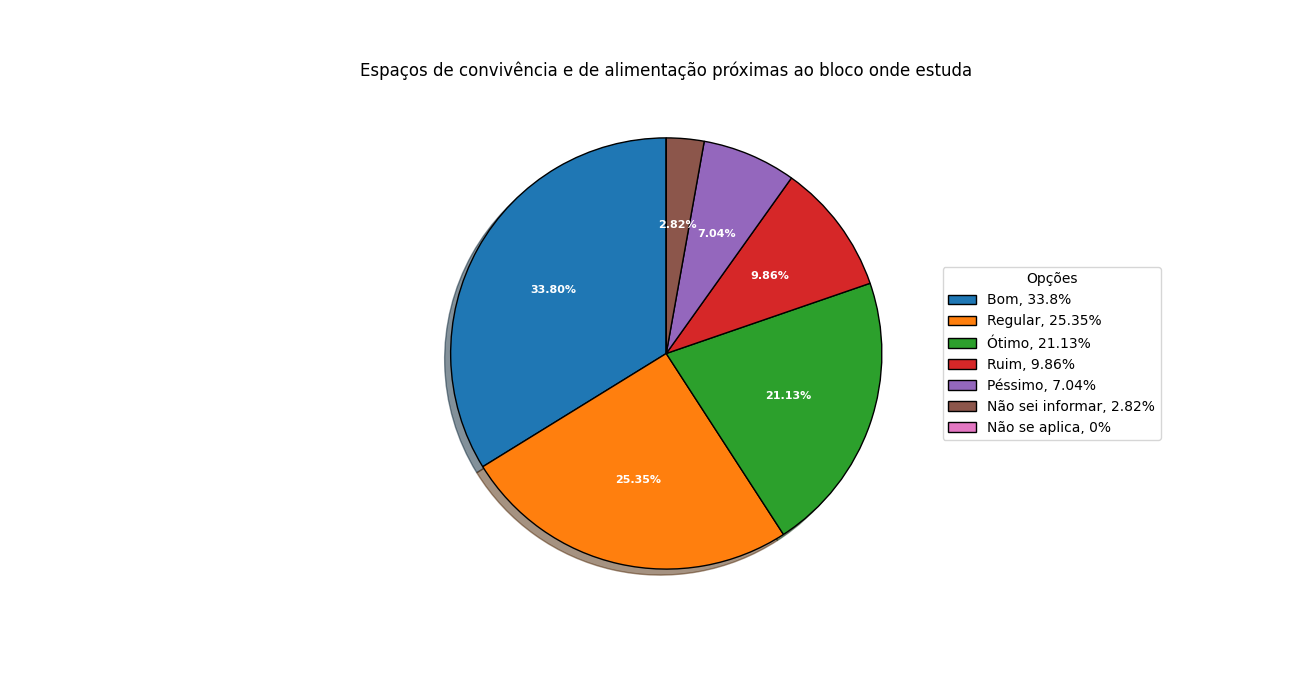 Espaços de convivência e de alimentação próximas ao bloco onde estuda
2.82%
7.04%
9.86%
33.80%
21.13%
25.35%
Opções
Bom, 33.8%
Regular, 25.35%
Ótimo, 21.13%
Ruim, 9.86%
Péssimo, 7.04%
Não sei informar, 2.82%
Não se aplica, 0%